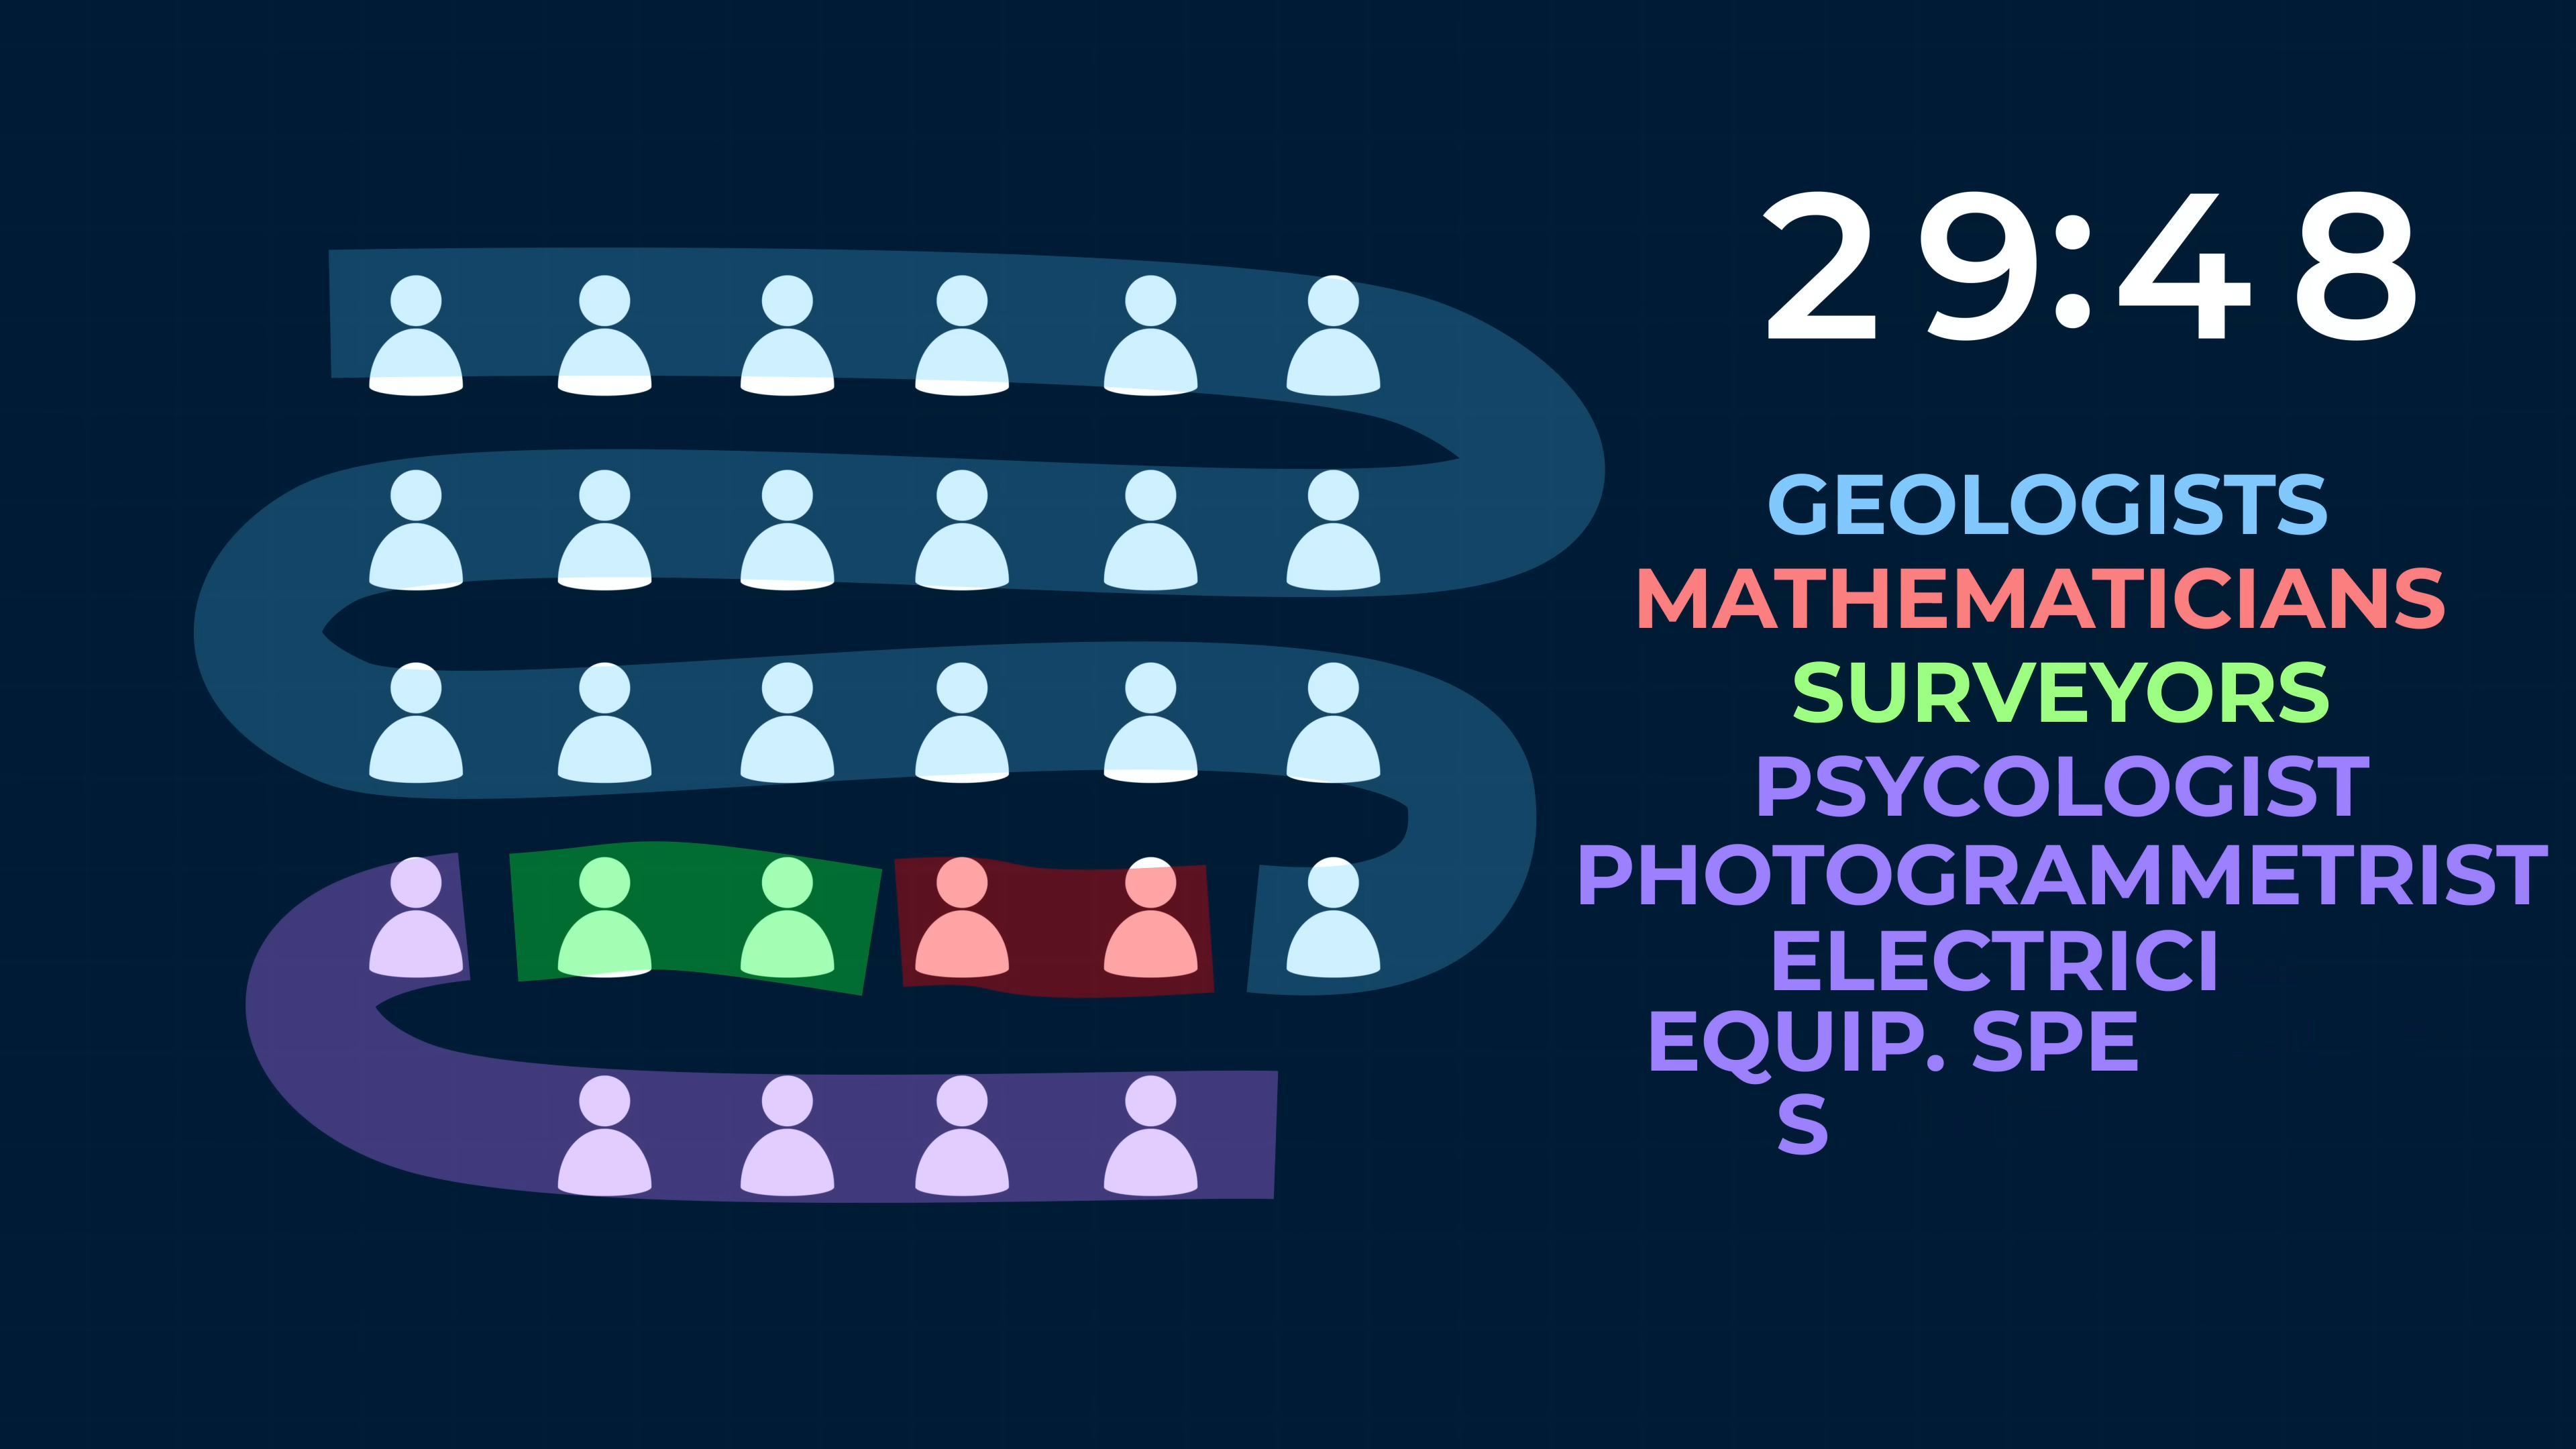 29:48
GEOLOGISTS
MATHEMATICIANS
SURVEYORS
PSYCOLOGIST
PHOTOGRAMMETRIST
ELECTRICI
EQUIP. SPE
S